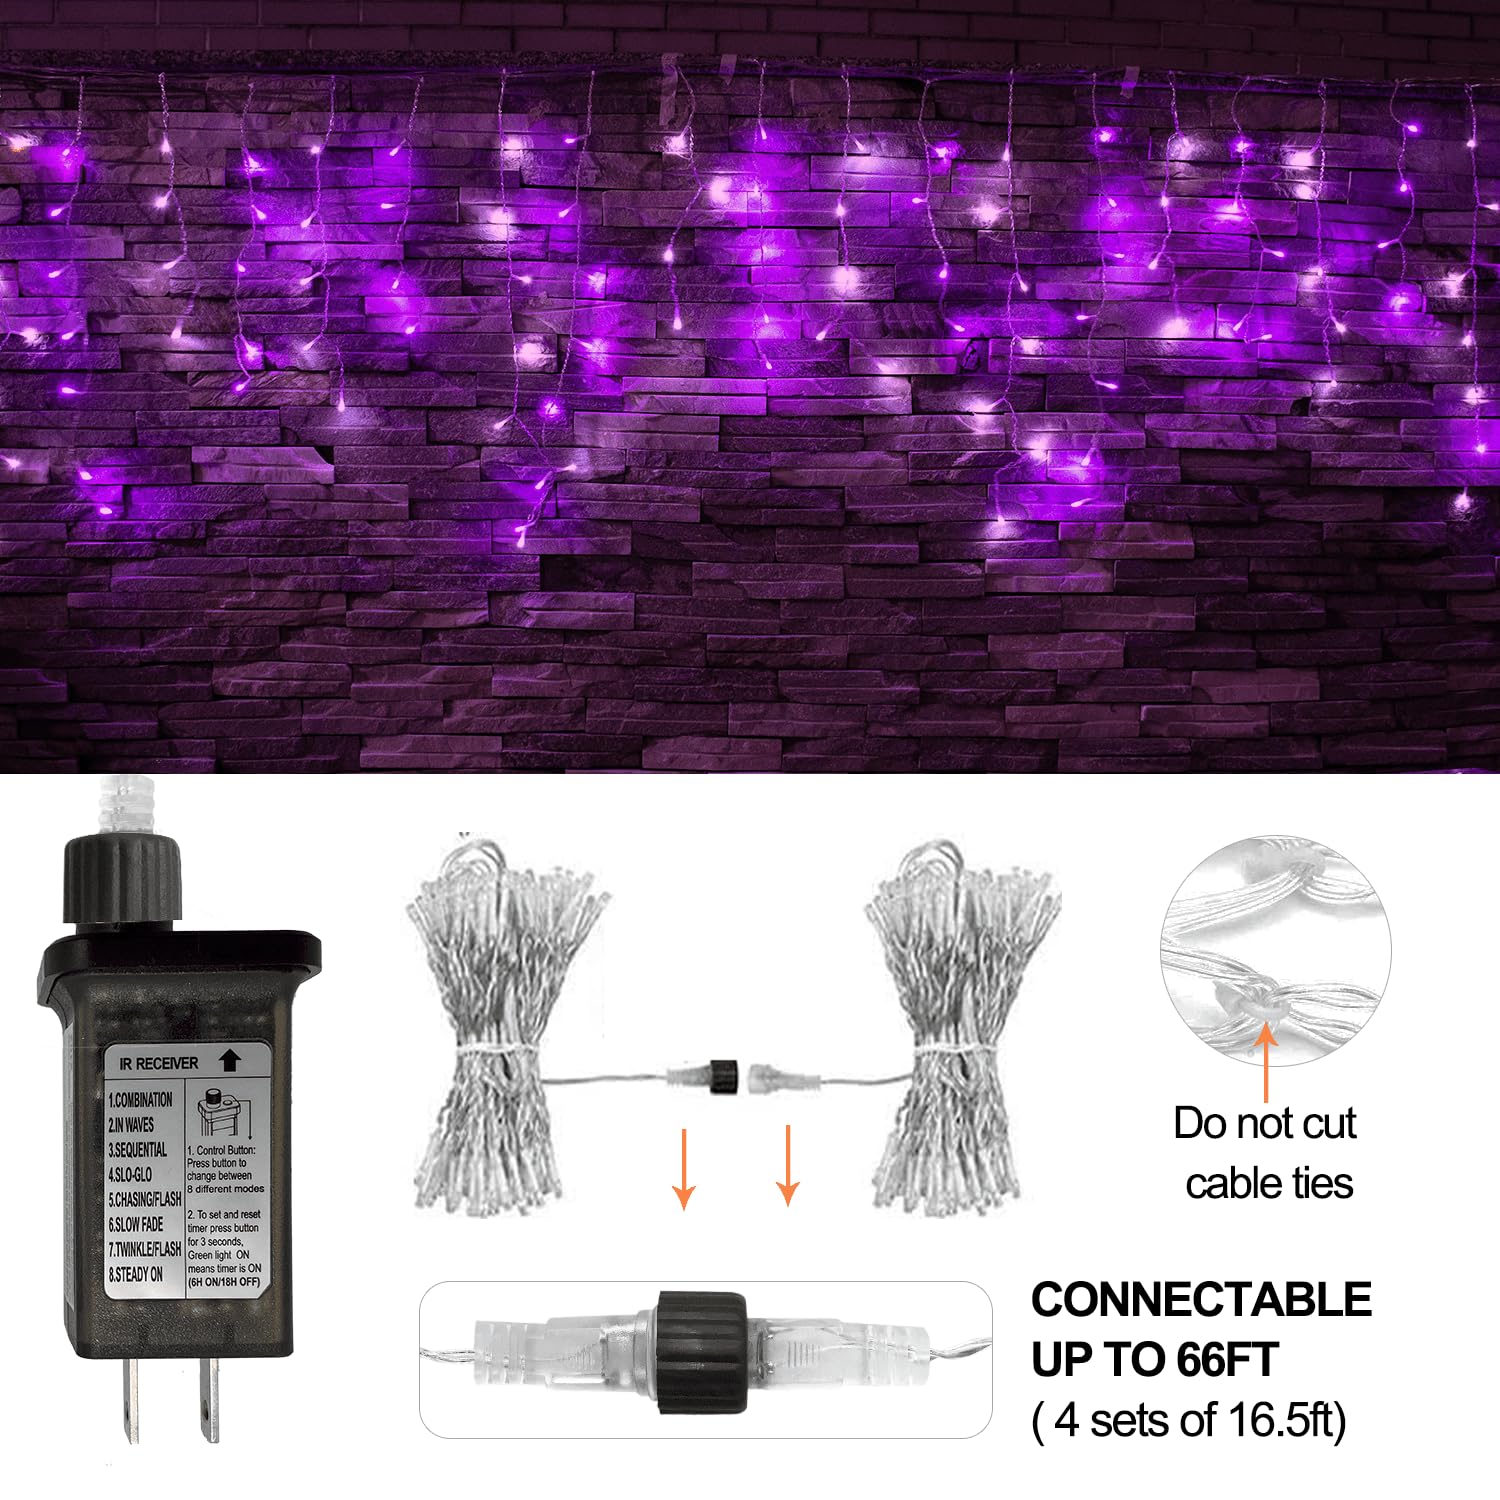 IR RECEIVER
1.COMBINATION
2.IN WAVES
3.SEQUENTIAL
4.SLO-GLO
5.CHASING/FLASH
6.SLOW FADE
7.TWINKLE/FLASH
8.STEADY ON
1. Control Button:
Press button to
change between
8 different modes
2. To set and reset
timer press button
for 3 seconds,
Green light ON
means timer is ON
(6H ON/18H OFF)
Do not cut
cable ties
CONNECTABLE
UP TO 66FT
( 4 sets of 16.5ft)